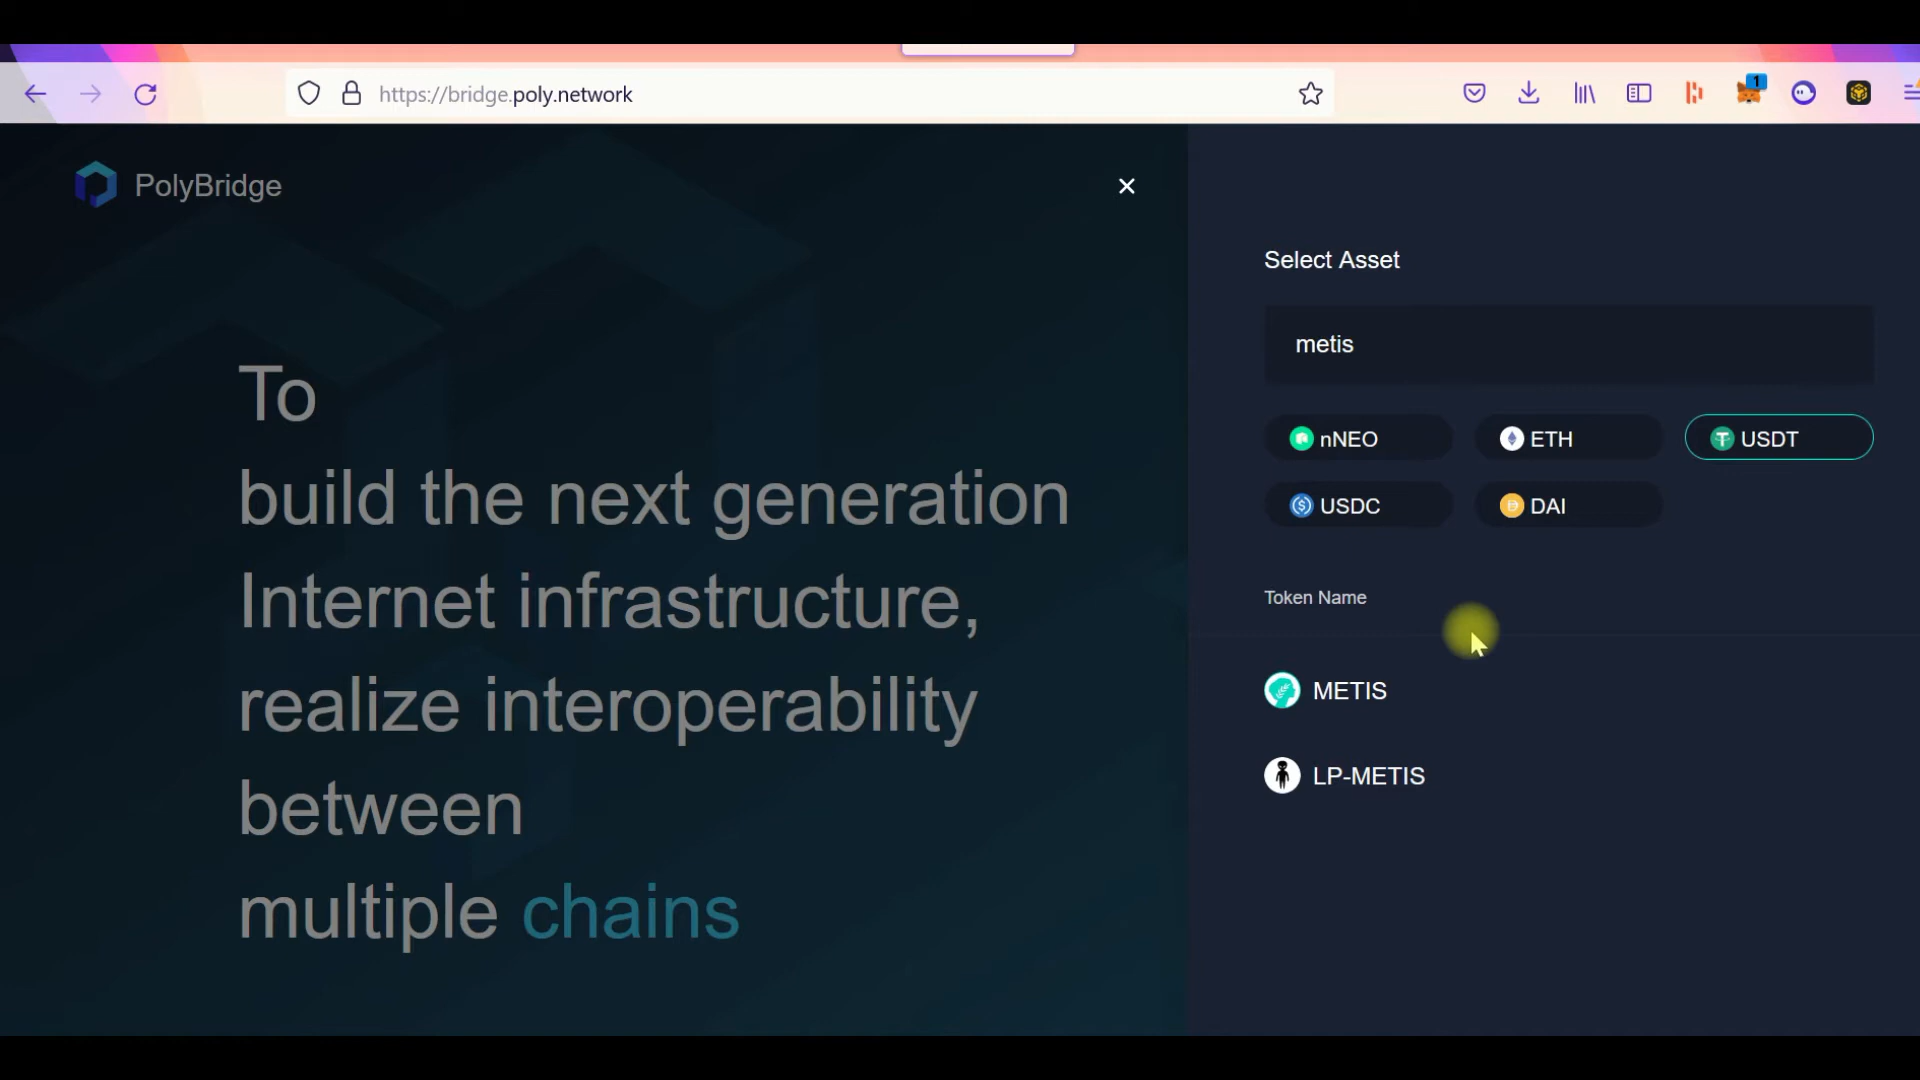 https://bridge.poly.network
1
PolyBridge
To
build the next generation
Internet infrastructure,
realize interoperability
between
multiple chains
Select Asset
metis
nNEO
ETH
USDT
USDC
DAI
Token Name
METIS
LP-METIS